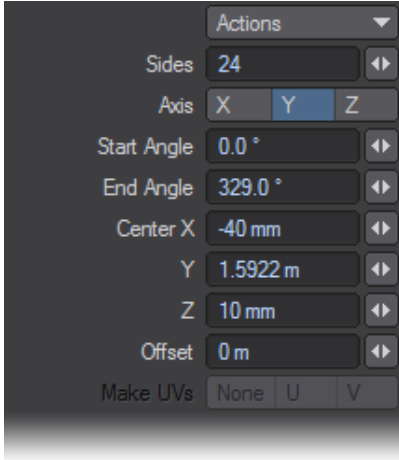 Actions
Sides 24
Axis X Y Z
Start Angle 0.0 °
End Angle 329.0 °
Center X -40 mm
Y 1.5922 m
Z 10 mm
Offset 0 m
Make UVs None U V